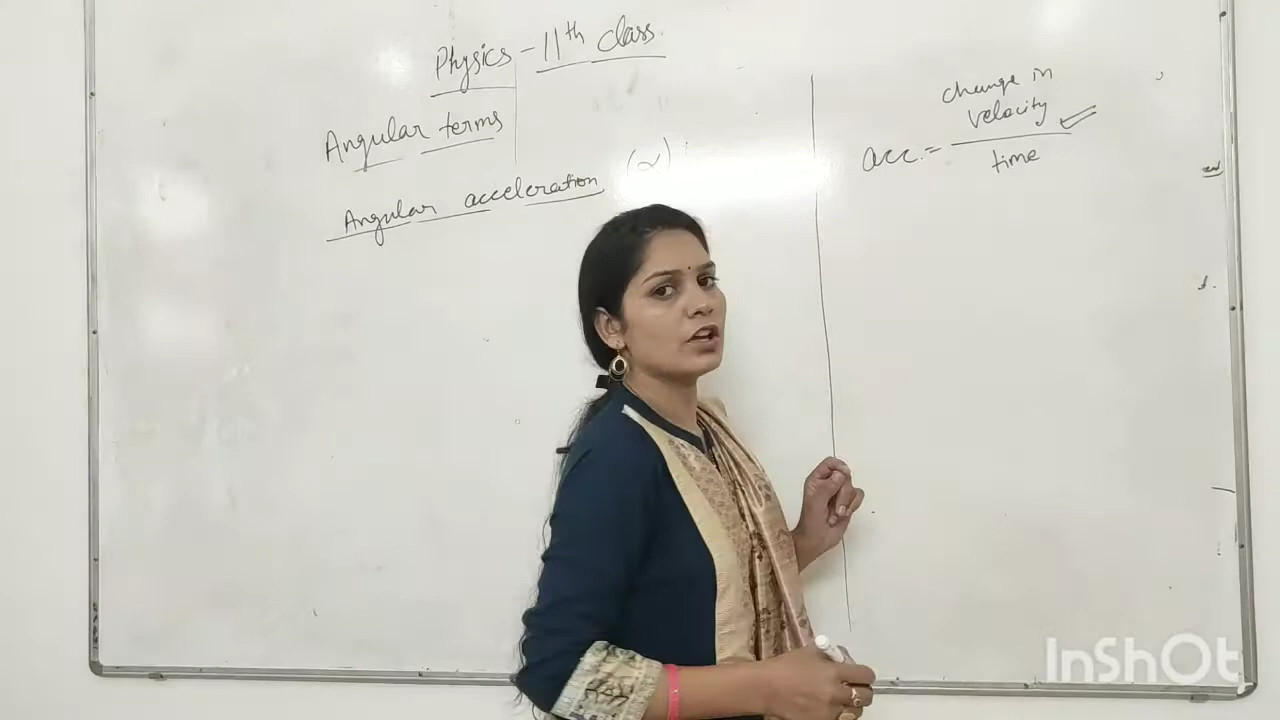 Physics - 11th class.
Angular terms
Angular acceleration (α)
change in
velocity
acc. =
time
InShOt